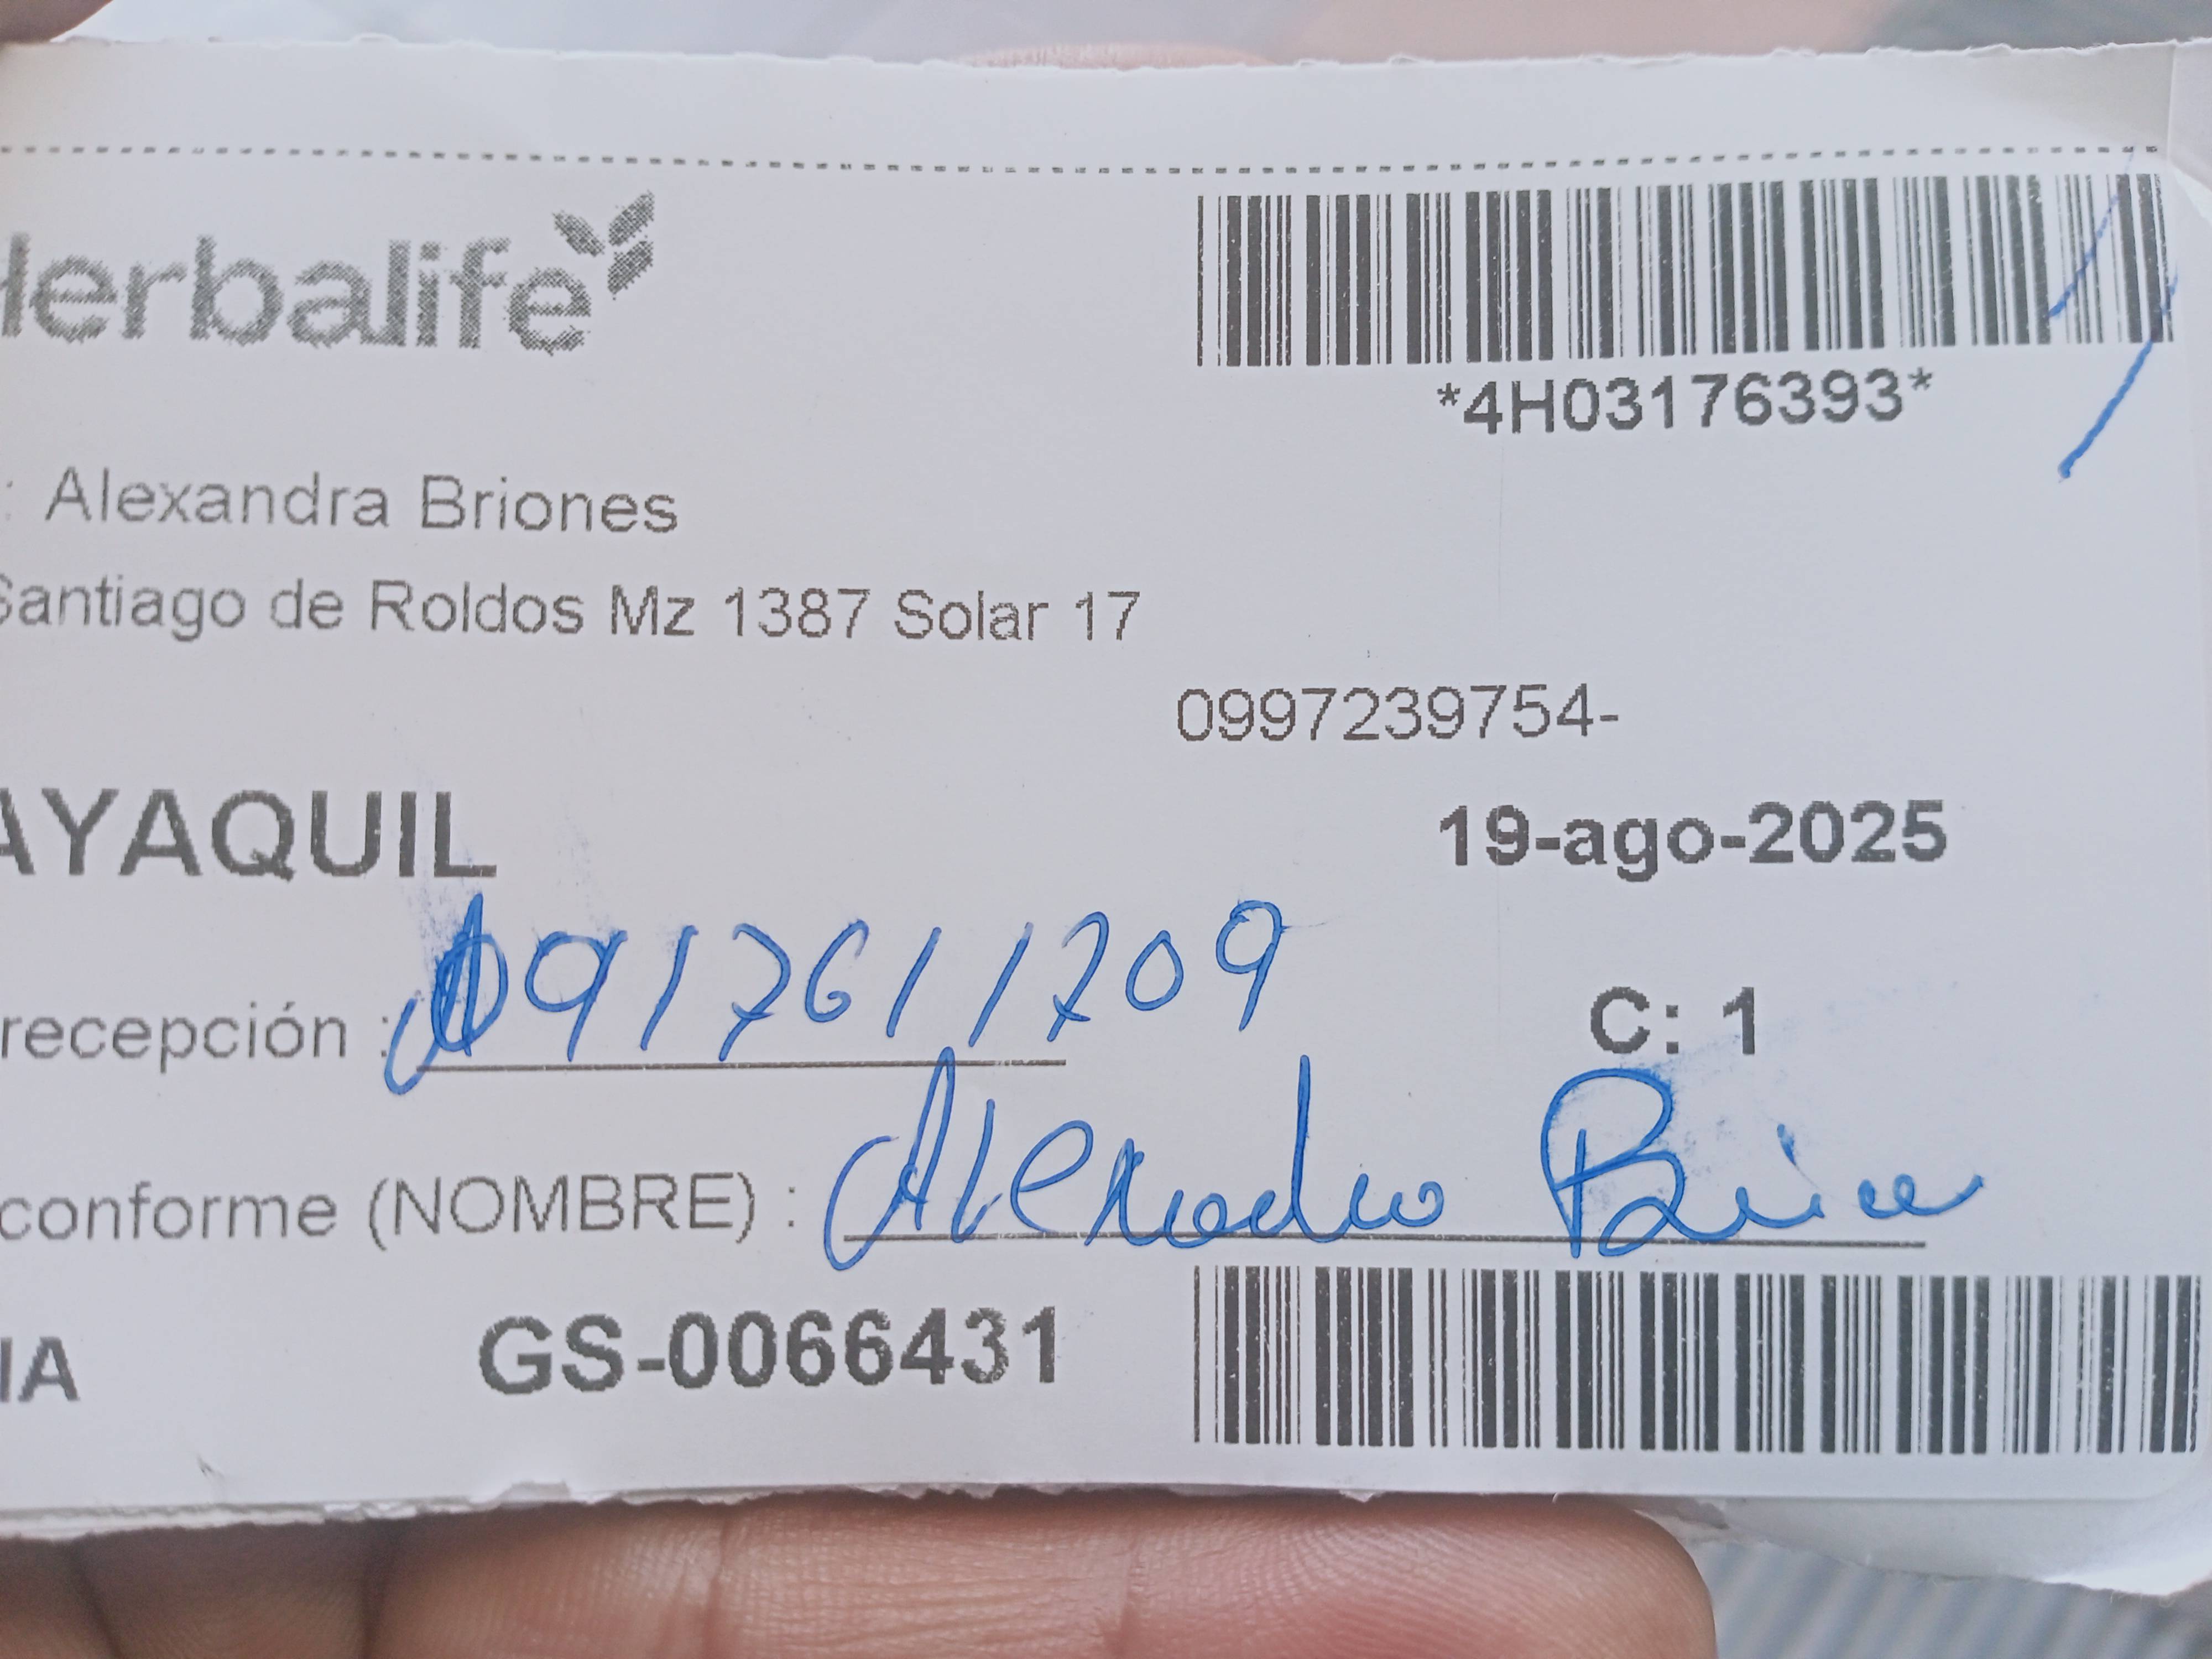 Herbalife
*4H03176393*
: Alexandra Briones
Santiago de Roldos Mz 1387 Solar 17
0997239754-
AYAQUIL
19-ago-2025
recepción : 0917611709
C: 1
conforme (NOMBRE) : Alexandra
IA GS-0066431